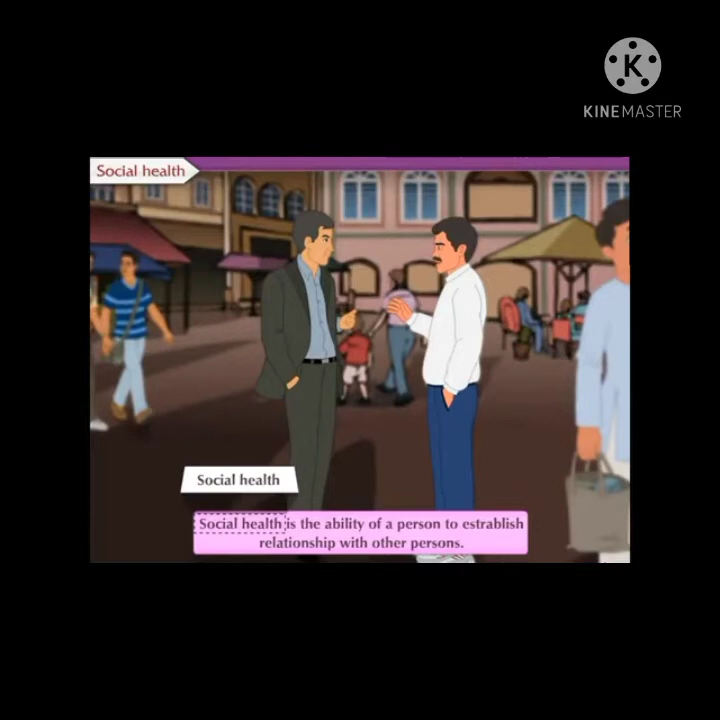 KINEMASTER
Social health
Social health
Social health is the ability of a person to estrablish
relationship with other persons.